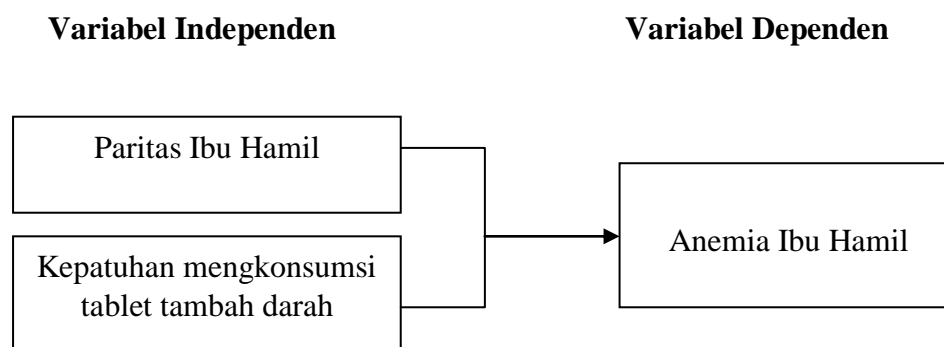 Variabel Independen
Variabel Dependen
Paritas Ibu Hamil
Kepatuhan mengkonsumsi
tablet tambah darah
Anemia Ibu Hamil